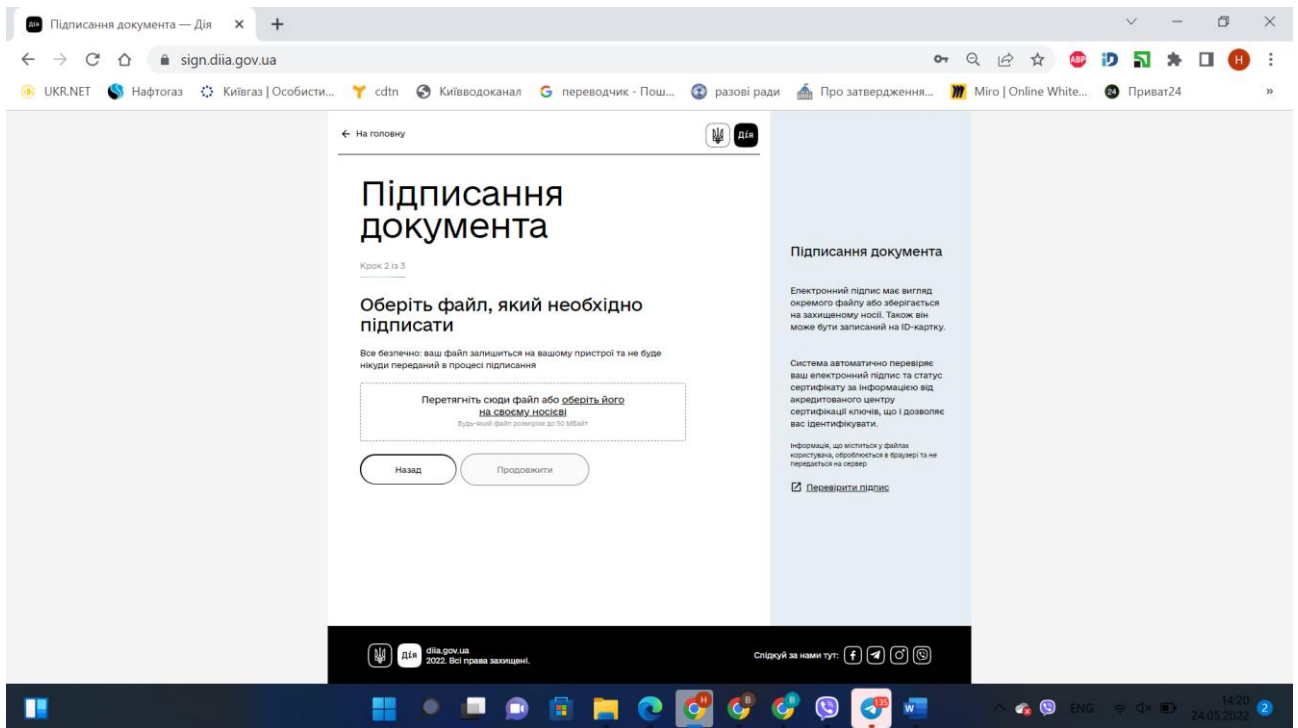 Підписання документа — Дія
sign.diia.gov.ua
ABP
H
UKR.NET Нафтогаз Київгаз | Особисти... cdtn Київводоканал переводчик - Пош... разові ради Про затвердження... Miro | Online White... 24 Приват24 »
← На головну
Дія
Підписання
документа
Крок 2 із 3
Оберіть файл, який необхідно
підписати
Все безпечно: ваш файл залишиться на вашому пристрої та не буде
нікуди переданий в процесі підписання
Перетягніть сюди файл або оберіть його
на своєму носієві
Будь-який файл розміром до 50 МБайт
Назад Продовжити
Підписання документа
Електронний підпис має вигляд
окремого файлу або зберігається
на захищеному носії. Також він
може бути записаний на ID-картку.
Система автоматично перевіряє
ваш електронний підпис та статус
сертифікату за інформацією від
акредитованого центру
сертифікації ключів, що і дозволяє
вас ідентифікувати.
Інформація, що міститься у файлах
користувача, оброблюється в браузері та не
передається на сервер
Перевірити підпис
Дія
diia.gov.ua
2022. Всі права захищені.
Слідкуй за нами тут:
H
135
W
ENG
14:20
24.05.2022
2